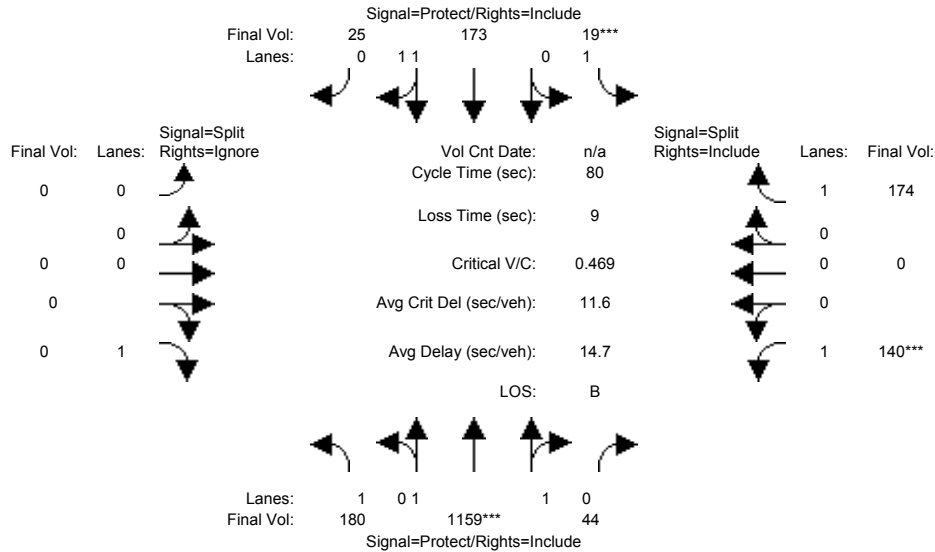 Signal=Protect/Rights=Include
Final Vol: 25 173 19***
Lanes: 0 1 1 0 1
Signal=Split Signal=Split
Final Vol: Lanes: Rights=Ignore Vol Cnt Date: n/a Rights=Include Lanes: Final Vol:
0 0 Cycle Time (sec): 80 1 174
Loss Time (sec): 9
0 0
0 0 Critical V/C: 0.469 0 0
0 Avg Crit Del (sec/veh): 11.6 0
0 1 Avg Delay (sec/veh): 14.7 1 140***
LOS: B
Lanes: 1 0 1 1 0
Final Vol: 180 1159*** 44
Signal=Protect/Rights=Include